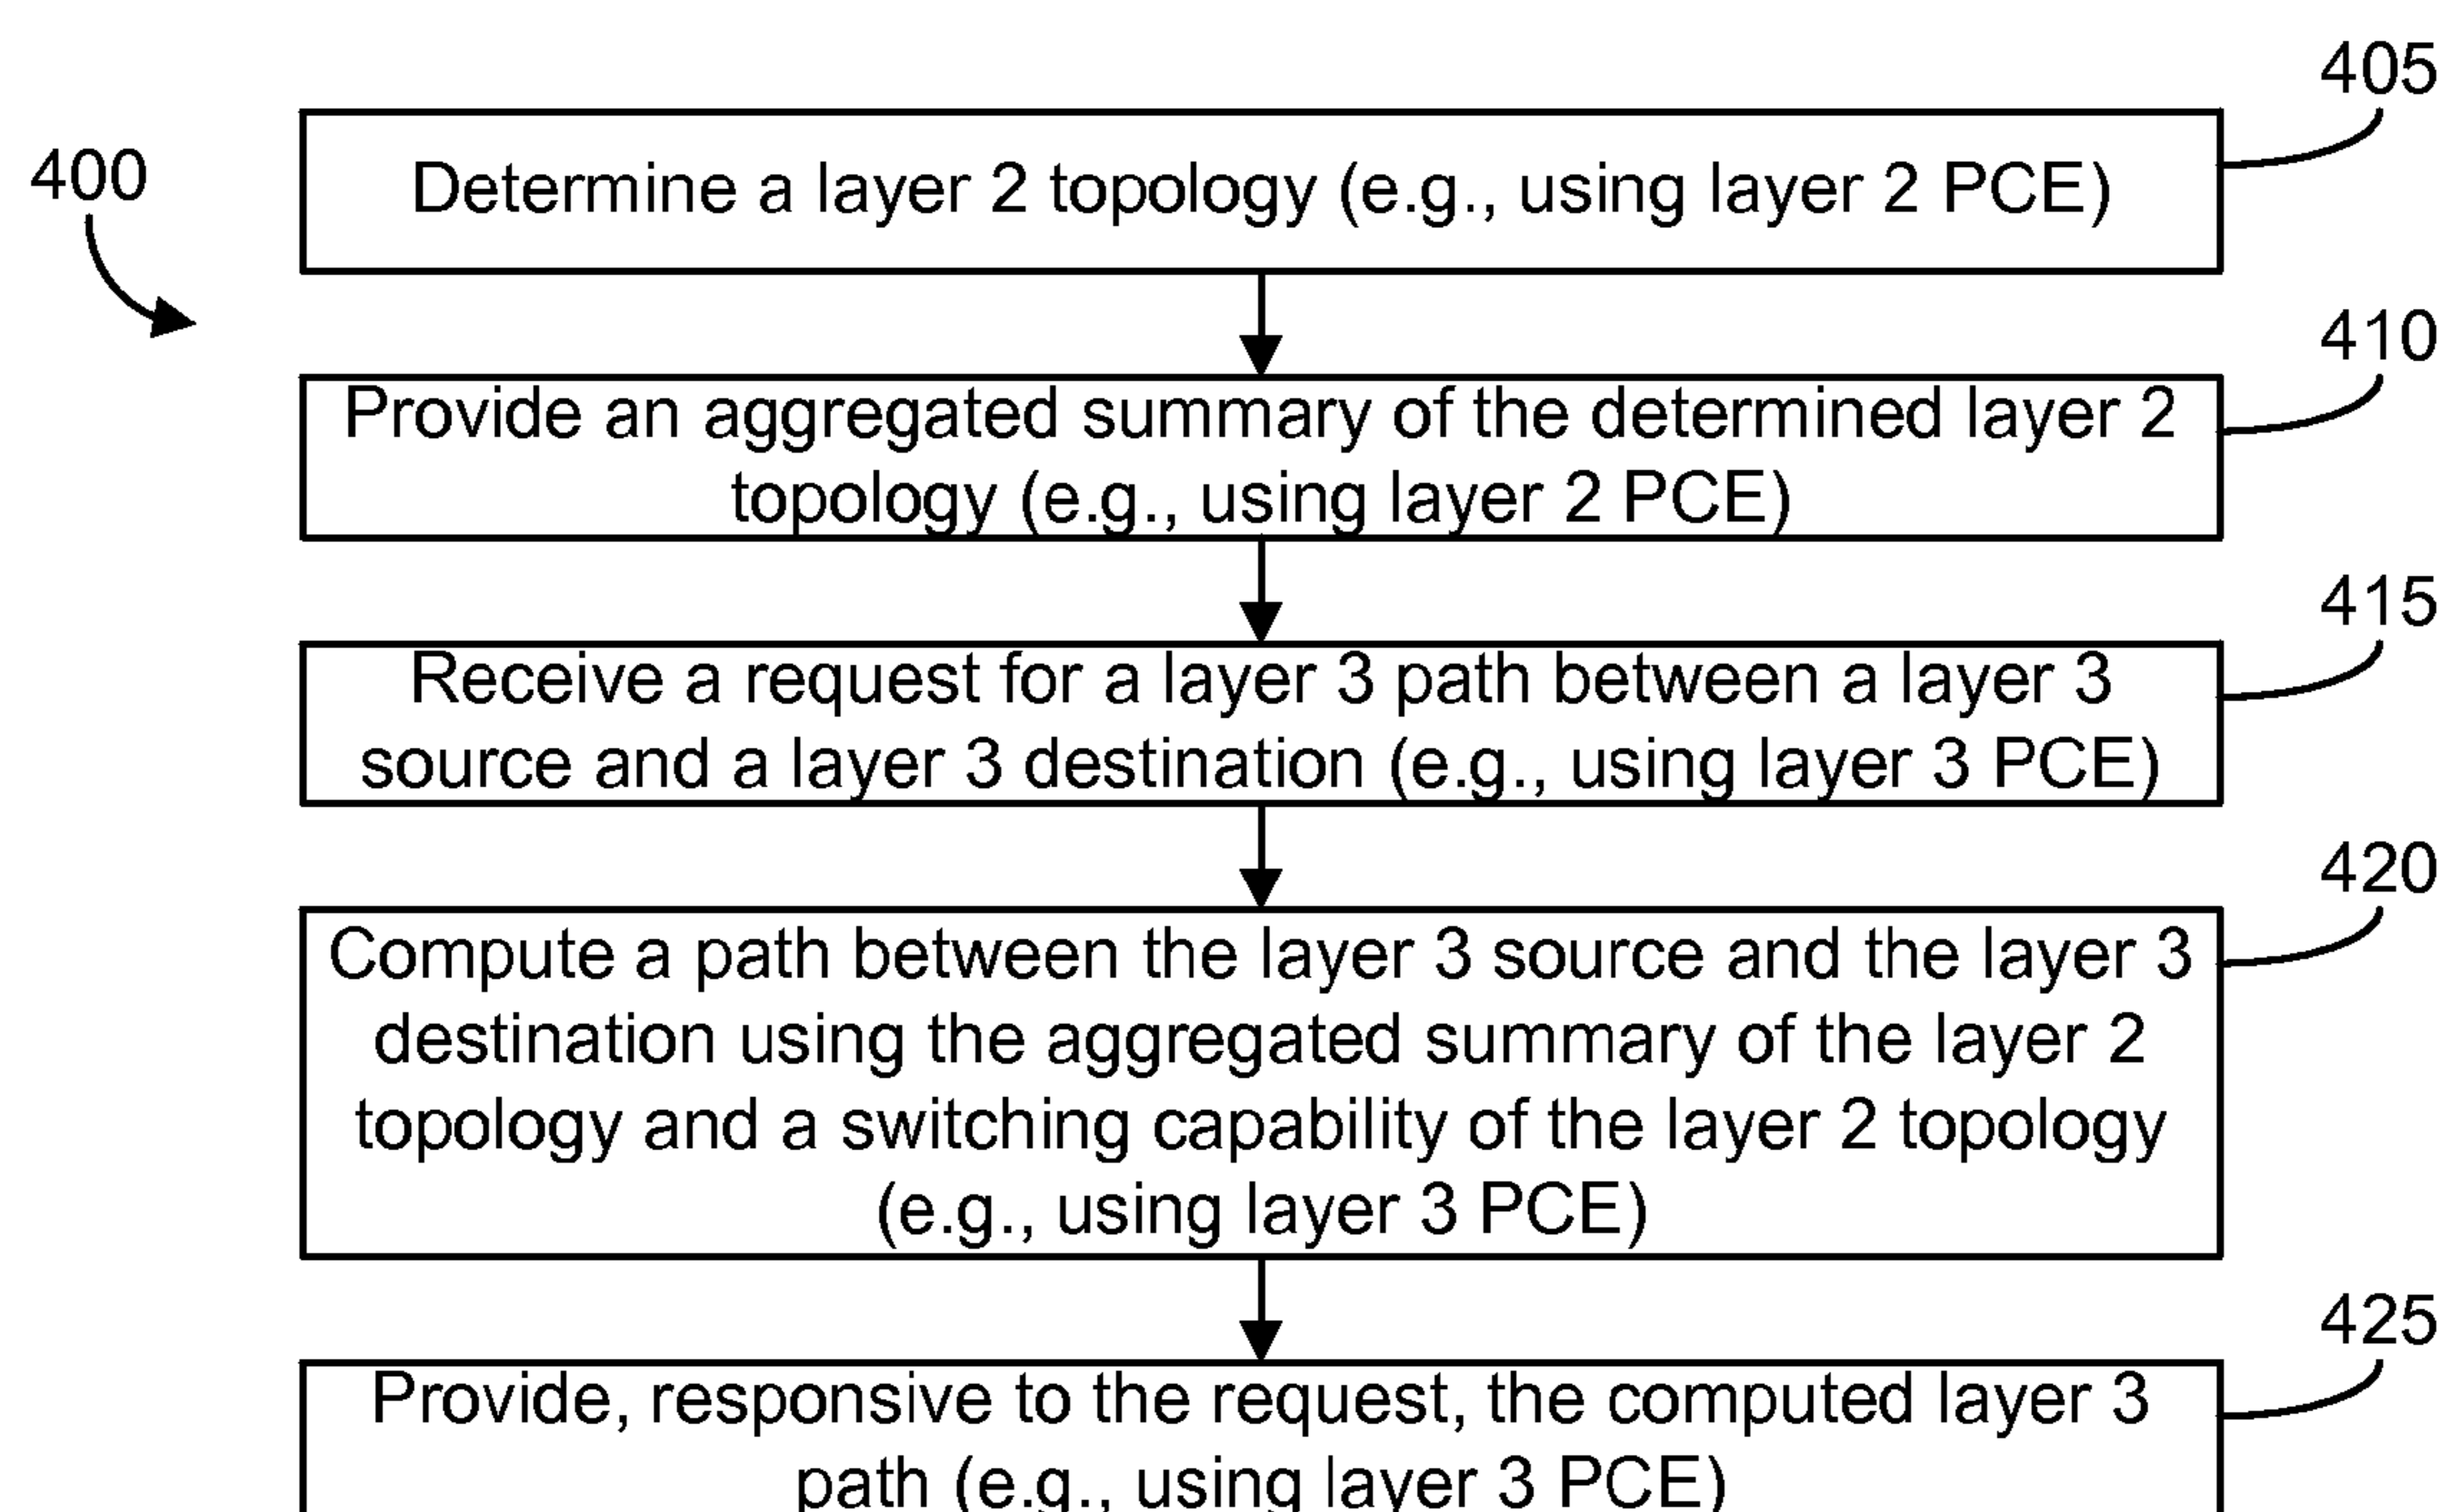 405
400
Determine a layer 2 topology (e.g., using layer 2 PCE)
410
Provide an aggregated summary of the determined layer 2
topology (e.g., using layer 2 PCE)
415
Receive a request for a layer 3 path between a layer 3
source and a layer 3 destination (e.g., using layer 3 PCE)
420
Compute a path between the layer 3 source and the layer 3
destination using the aggregated summary of the layer 2
topology and a switching capability of the layer 2 topology
(e.g., using layer 3 PCE)
425
Provide, responsive to the request, the computed layer 3
path (e.g., using layer 3 PCE)